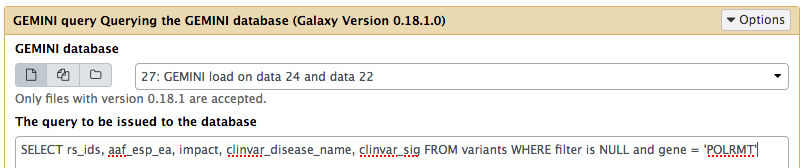 GEMINI query Querying the GEMINI database (Galaxy Version 0.18.1.0)
Options
GEMINI database
27: GEMINI load on data 24 and data 22
Only files with version 0.18.1 are accepted.
The query to be issued to the database
SELECT rs_ids, aaf_esp_ea, impact, clinvar_disease_name, clinvar_sig FROM variants WHERE filter is NULL and gene = 'POLRMT'